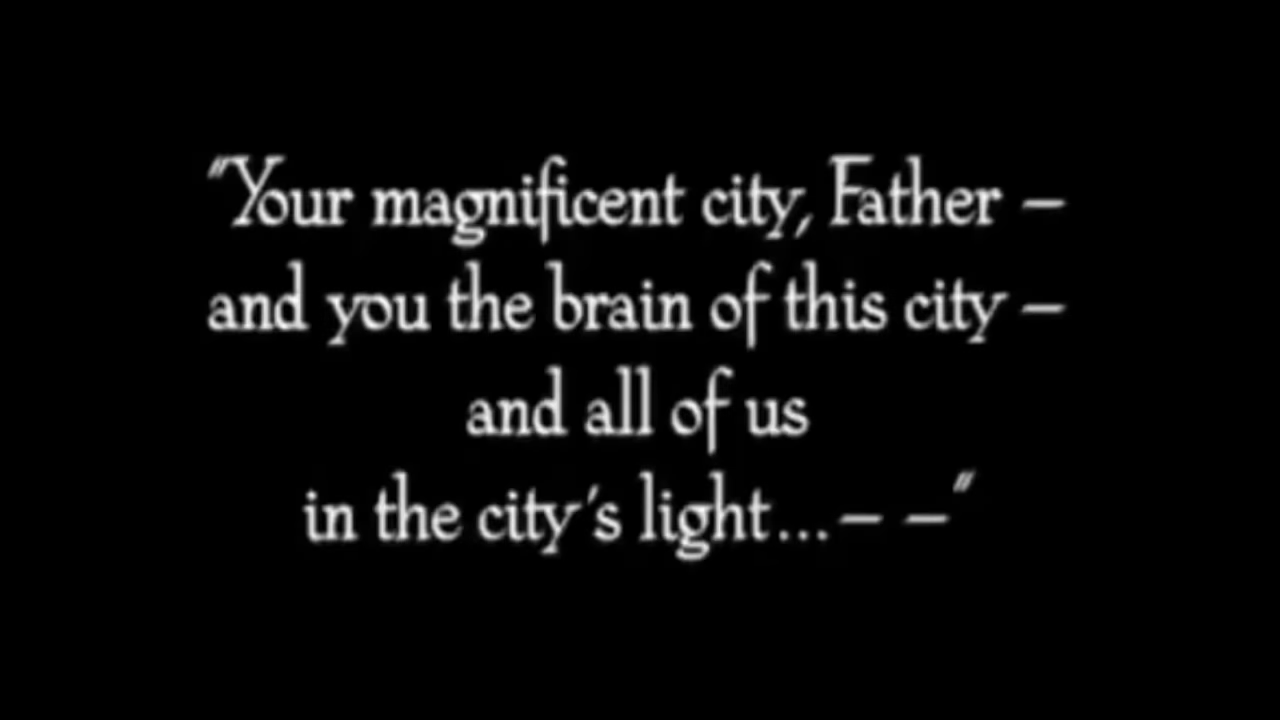 "Your magnificent city, Father –
and you the brain of this city –
and all of us
in the city's light...– –"